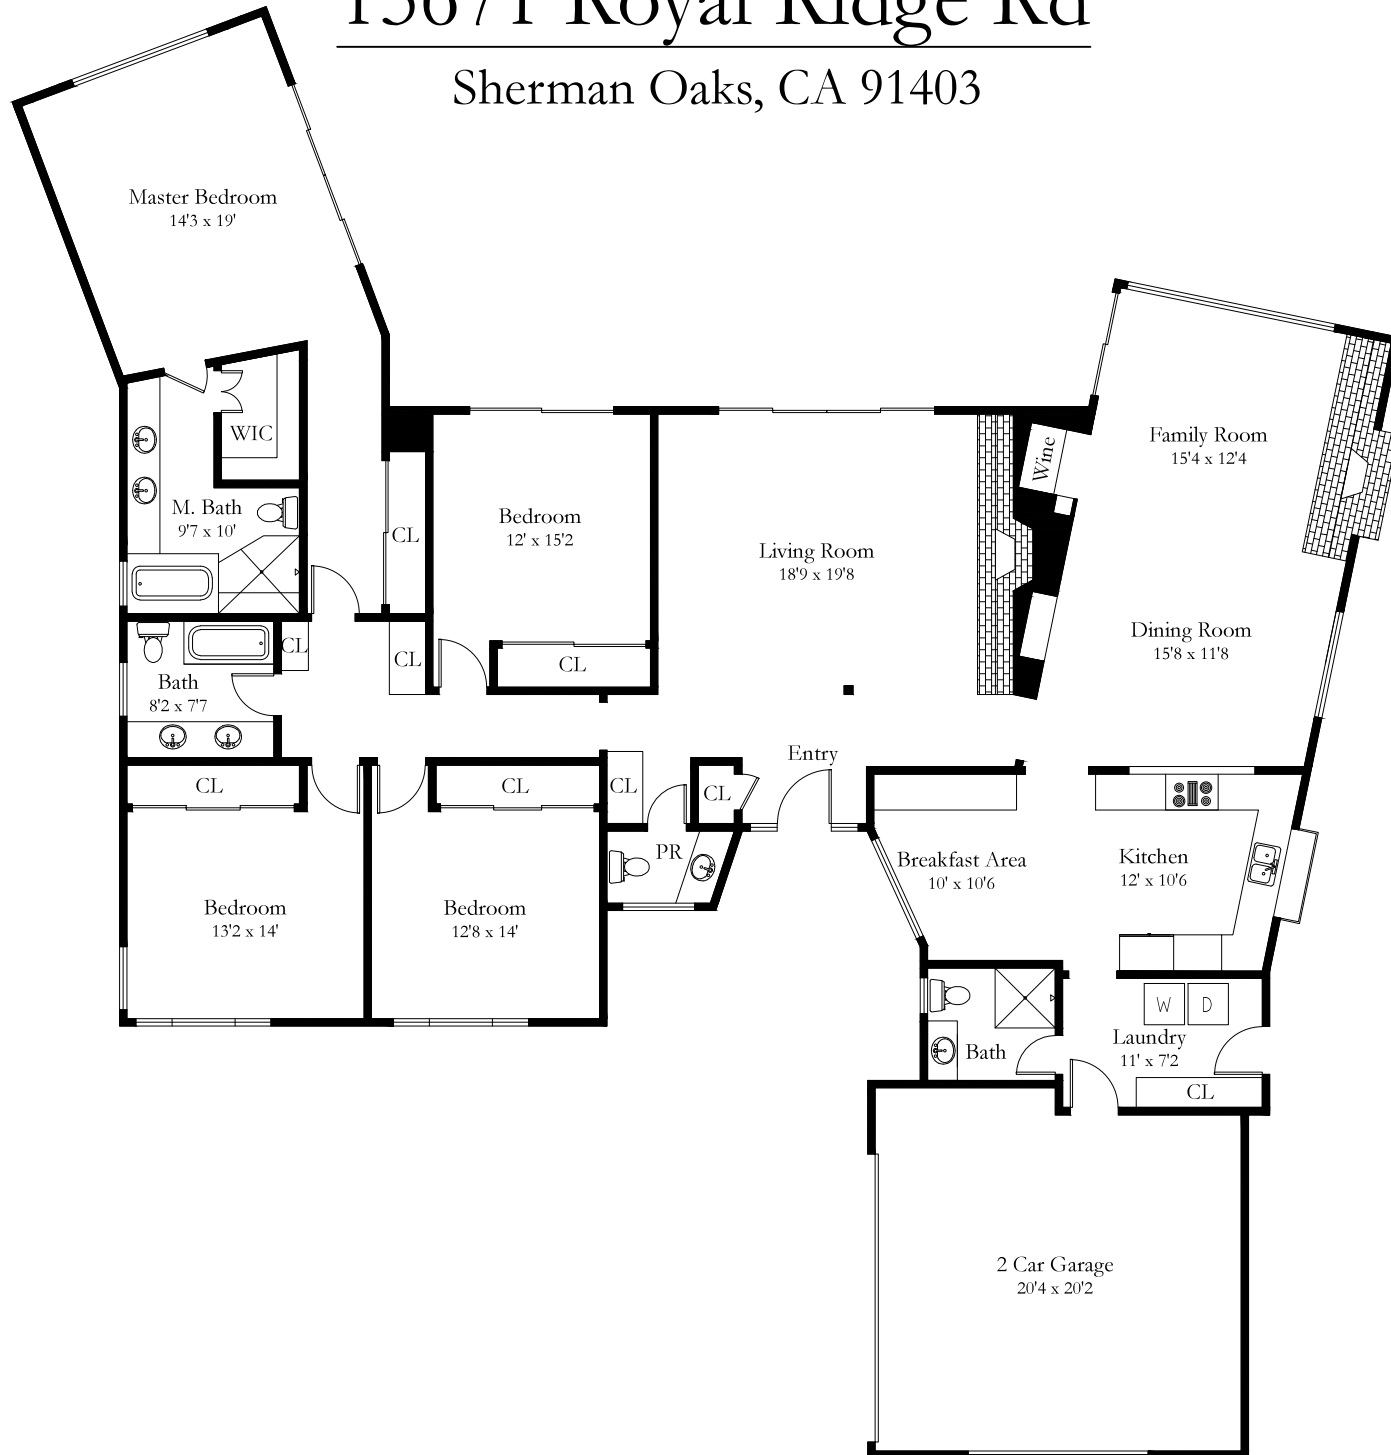 15671 Royal Ridge Rd
Sherman Oaks, CA 91403
Master Bedroom
14'3 x 19'
WIC
M. Bath
9'7 x 10'
CL
Bedroom
12' x 15'2
CL
Living Room
18'9 x 19'8
Wine
Family Room
15'4 x 12'4
Dining Room
15'8 x 11'8
CL
CL
Bath
8'2 x 7'7
Entry
CL
CL
CL
CL
PR
Bedroom
13'2 x 14'
Bedroom
12'8 x 14'
Breakfast Area
10' x 10'6
Kitchen
12' x 10'6
W
D
Laundry
11' x 7'2
Bath
CL
2 Car Garage
20'4 x 20'2